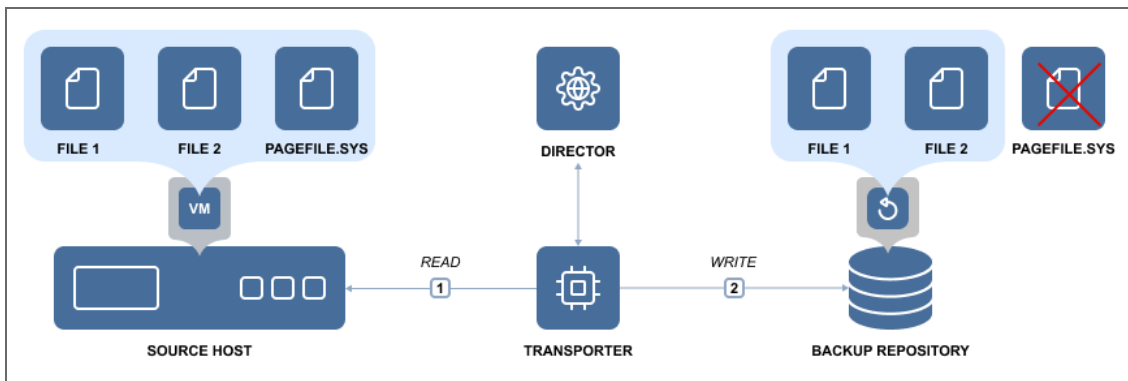 FILE 1
FILE 2
PAGEFILE.SYS
DIRECTOR
FILE 1
FILE 2
PAGEFILE.SYS
VM
READ
WRITE
1
2
SOURCE HOST
TRANSPORTER
BACKUP REPOSITORY